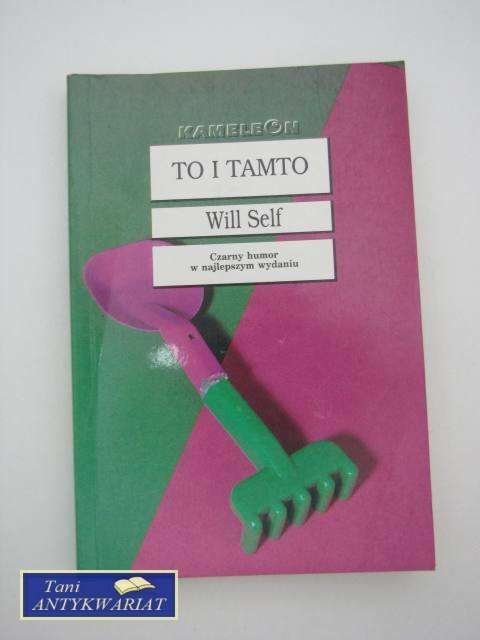 KAMELEON
TO I TAMTO
Will Self
Czarny humor
w najlepszym wydaniu
Tani
ANTYKWARIAT